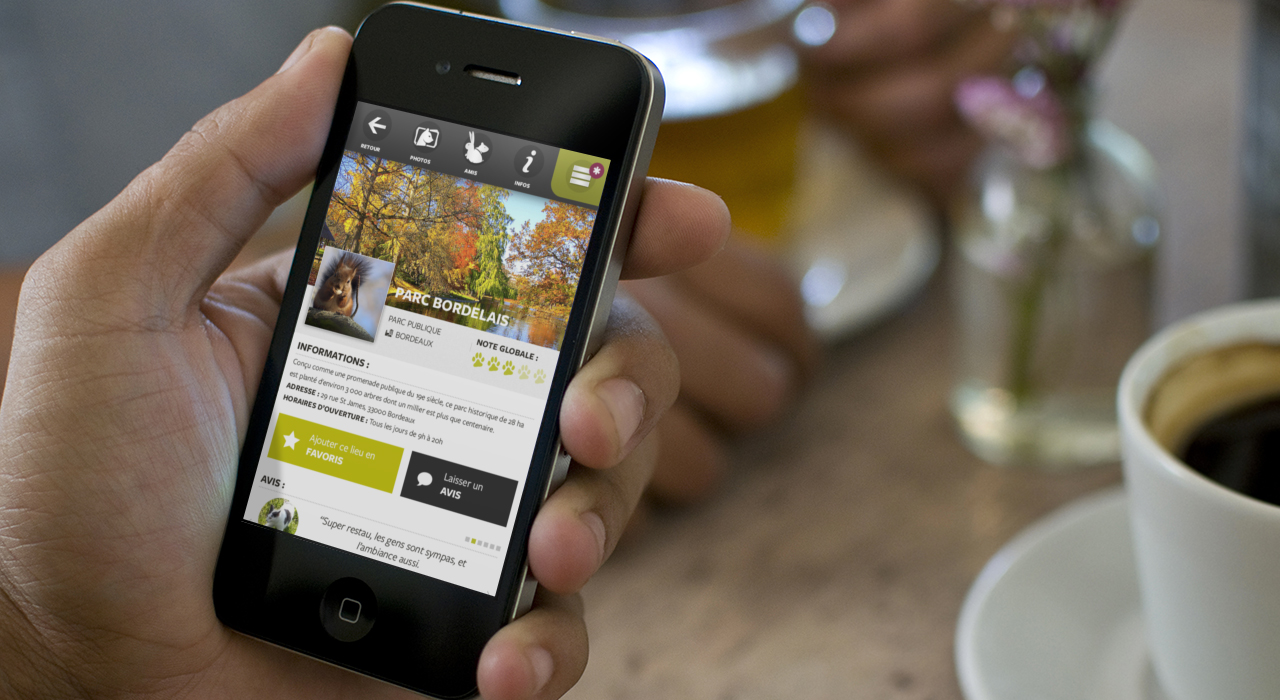 RETOUR
PHOTOS
AMIS
INFOS
PARC BORDELAIS
PARC PUBLIQUE
BORDEAUX
NOTE GLOBALE :
INFORMATIONS :
Conçu comme une promenade publique du 19e siècle, ce parc historique de 28 ha
est planté d'environ 3 000 arbres dont un millier est plus que centenaire.
ADRESSE : 29 rue St James, 33000 Bordeaux
HORAIRES D'OUVERTURE : Tous les jours de 9h à 20h
Ajouter ce lieu en
FAVORIS
Laisser un
AVIS
AVIS :
"Super restau, les gens sont sympas, et
l'ambiance aussi.